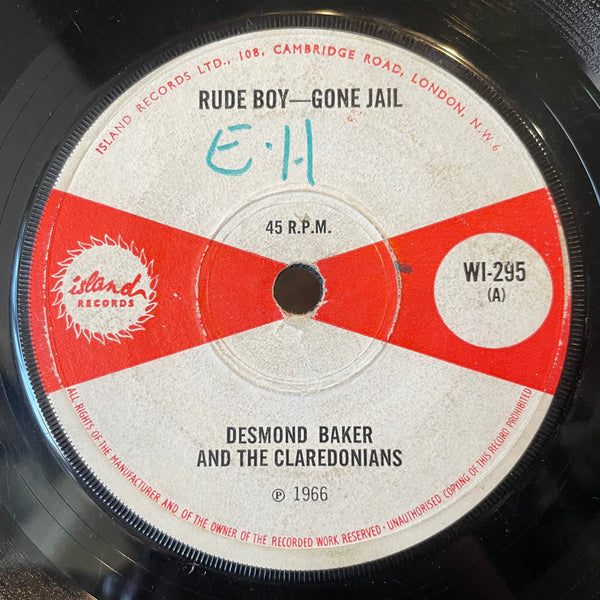 ISLAND RECORDS LTD., 108, CAMBRIDGE ROAD, LONDON, N.W6
RUDE BOY—GONE JAIL
E.H
45 R.P.M.
island
RECORDS
WI-295
(A)
DESMOND BAKER
AND THE CLAREDONIANS
℗ 1966
ALL RIGHTS OF THE MANUFACTURER AND OF THE OWNER OF THE RECORDED WORK RESERVED · UNAUTHORISED COPYING OF THIS RECORD PROHIBITED